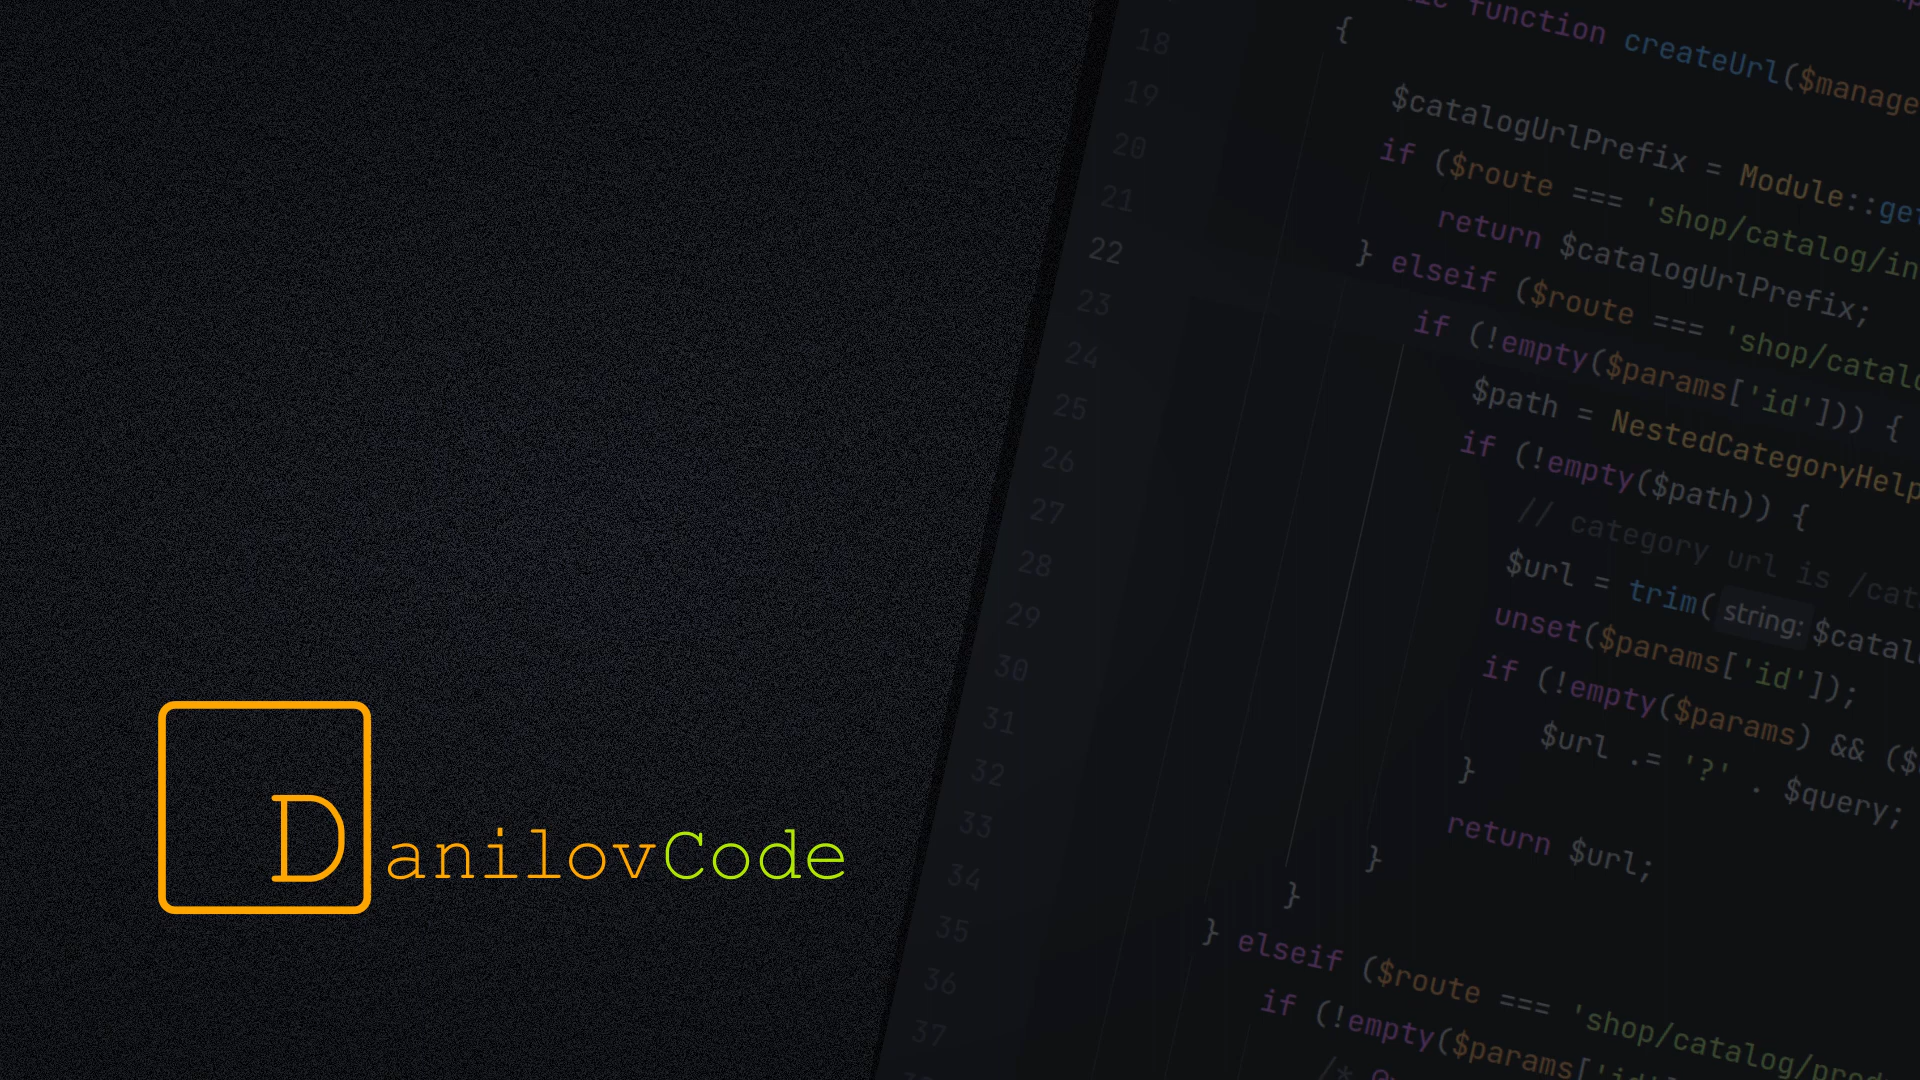 function createUrl($manage
18 {
19
20 $catalogUrlPrefix = Module::get
21 if ($route === 'shop/catalog/in
22 return $catalogUrlPrefix;
23 } elseif ($route === 'shop/catalo
24 if (!empty($params['id'])) {
25 $path = NestedCategoryHelp
26 if (!empty($path)) {
27 // category url is /cat
28 $url = trim(string: $catal
29 unset($params['id']);
30 if (!empty($params) && ($
31 $url .= '?' . $query;
32 }
33 return $url;
34 }
35 }
36 } elseif ($route === 'shop/catalog/prod
37 if (!empty($params['id'
/*
DanilovCode